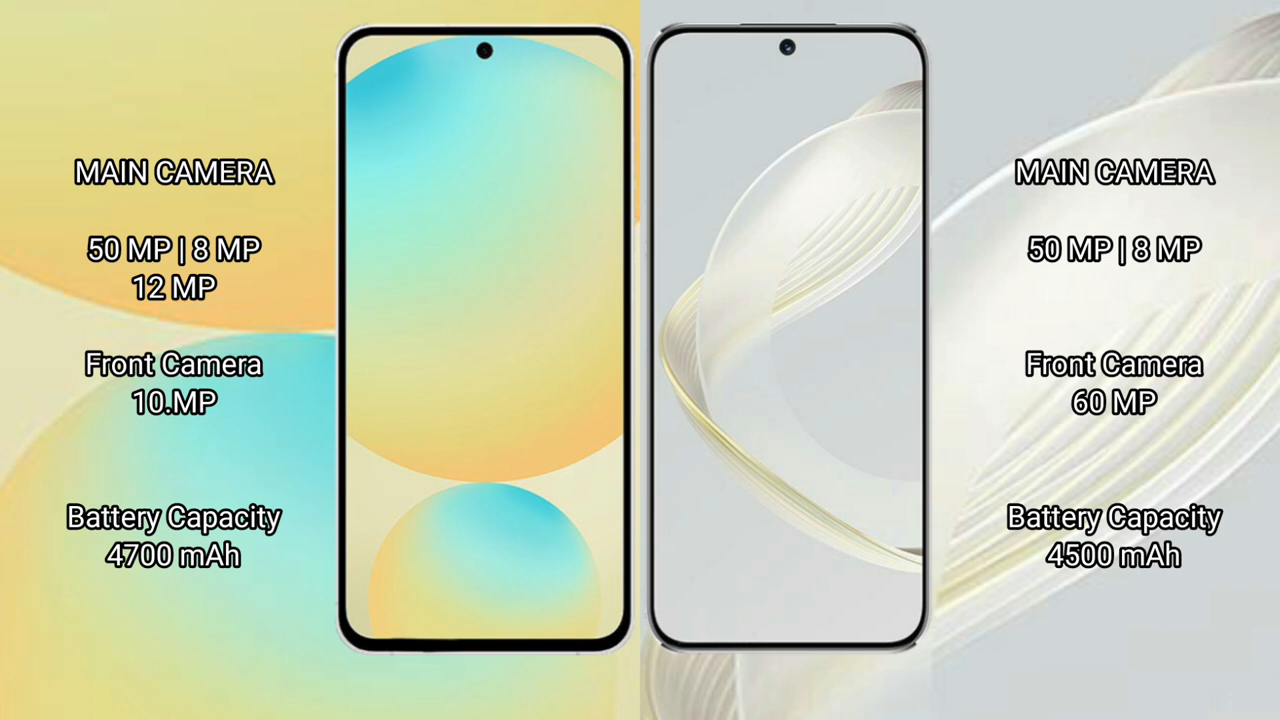 MAIN CAMERA
50 MP | 8 MP
12 MP
Front Camera
10.MP
Battery Capacity
4700 mAh
MAIN CAMERA
50 MP | 8 MP
Front Camera
60 MP
Battery Capacity
4500 mAh